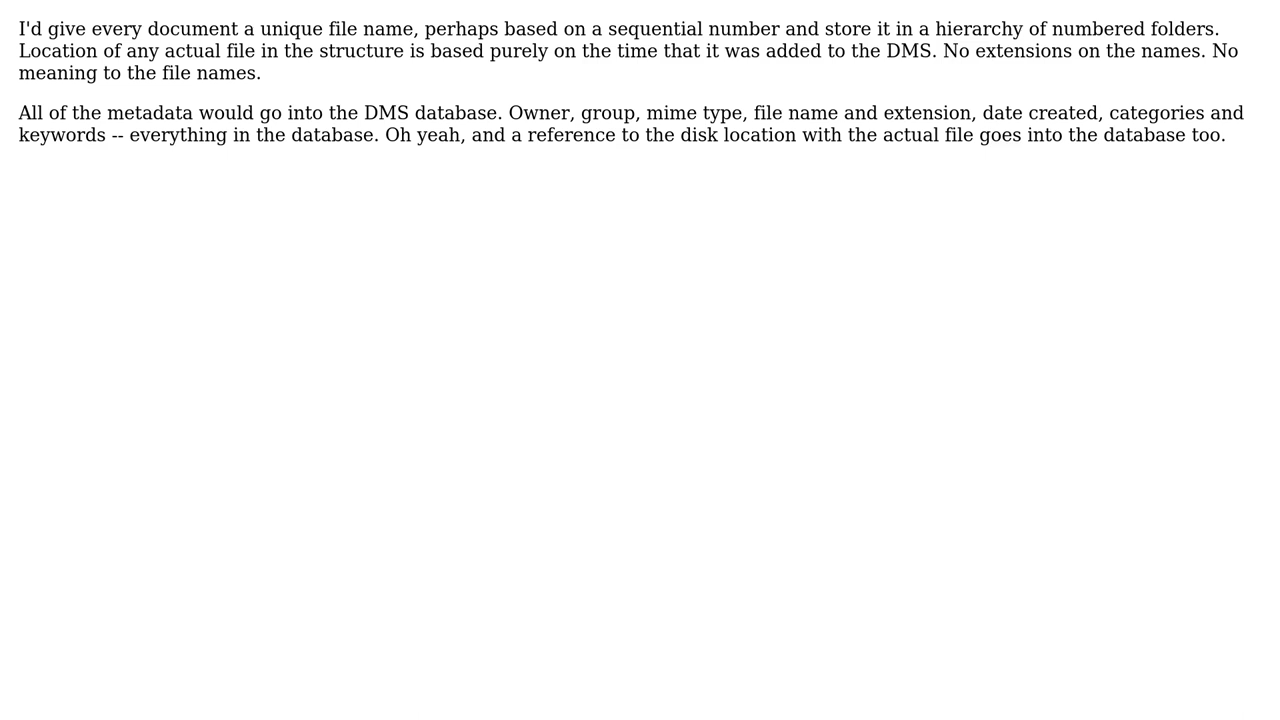 I'd give every document a unique file name, perhaps based on a sequential number and store it in a hierarchy of numbered folders.
Location of any actual file in the structure is based purely on the time that it was added to the DMS. No extensions on the names. No
meaning to the file names.
All of the metadata would go into the DMS database. Owner, group, mime type, file name and extension, date created, categories and
keywords -- everything in the database. Oh yeah, and a reference to the disk location with the actual file goes into the database too.